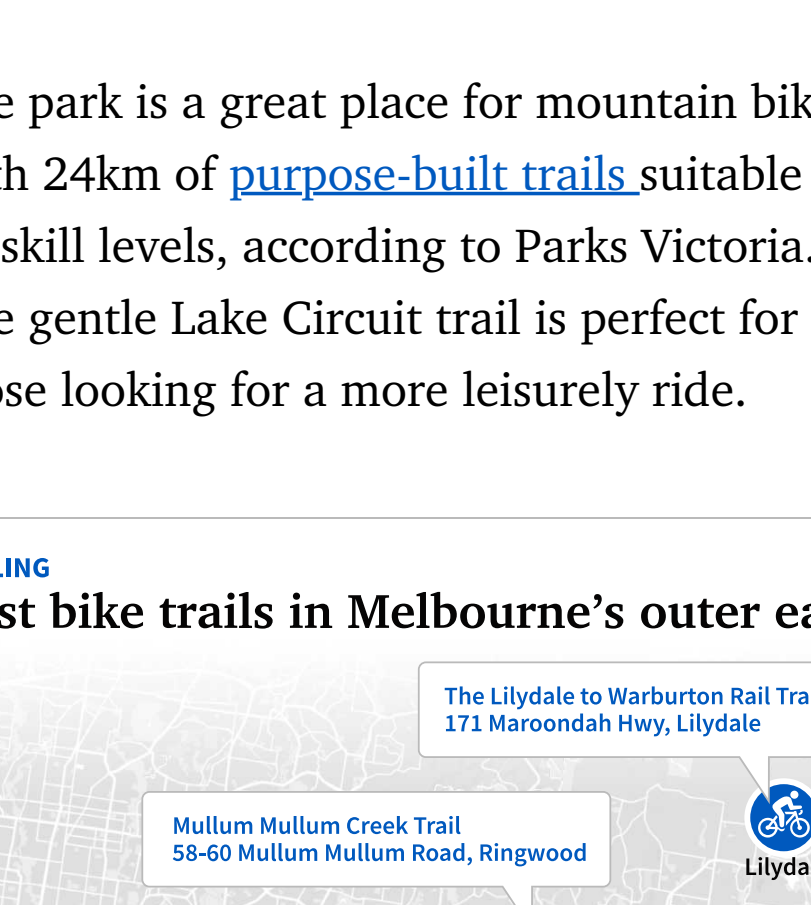 e park is a great place for mountain bik
th 24km of purpose-built trails suitable
skill levels, according to Parks Victoria.
e gentle Lake Circuit trail is perfect for
ose looking for a more leisurely ride.
LING
st bike trails in Melbourne’s outer ea
The Lilydale to Warburton Rail Tra
171 Maroondah Hwy, Lilydale
Mullum Mullum Creek Trail
58-60 Mullum Mullum Road, Ringwood
Lilyda